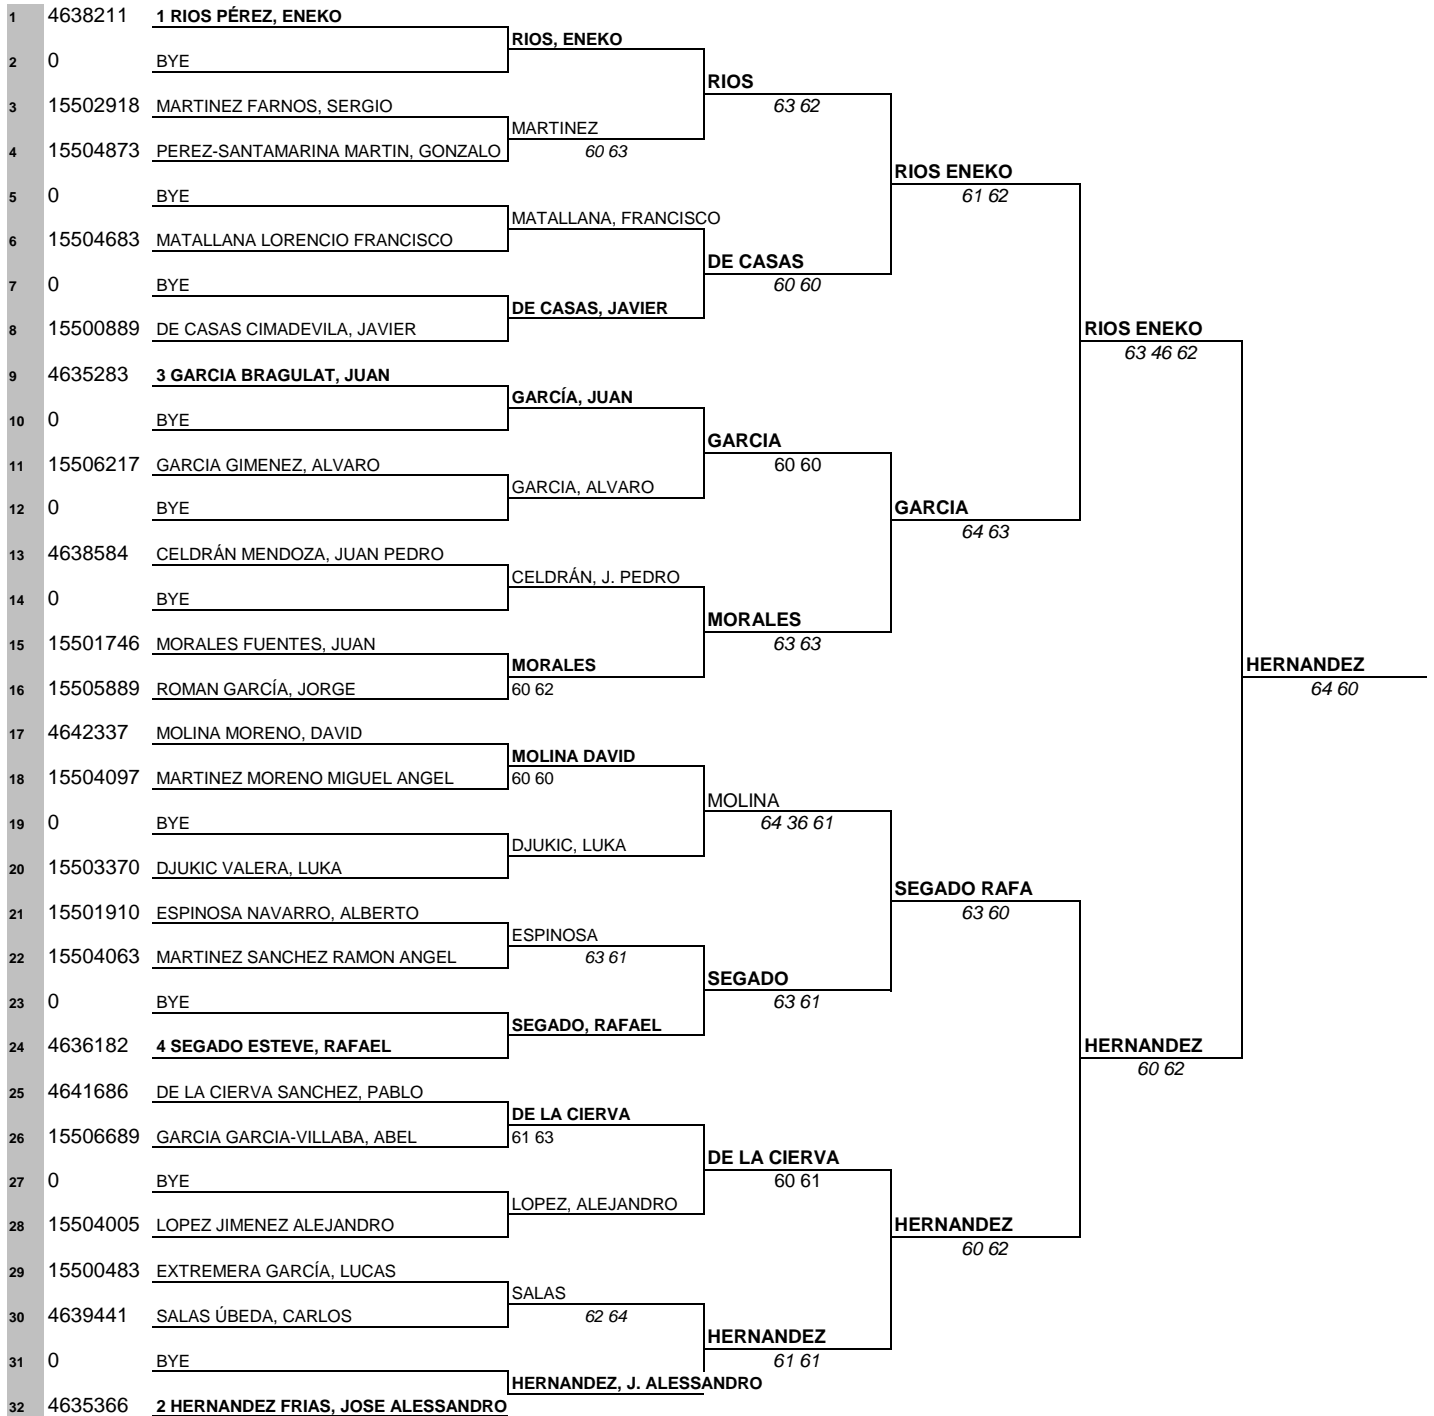 1 4638211 1 RIOS PÉREZ, ENEKO
RIOS, ENEKO
2 0 BYE
RIOS
63 62
3 15502918 MARTINEZ FARNOS, SERGIO
MARTINEZ
60 63
4 15504873 PEREZ-SANTAMARINA MARTIN, GONZALO
RIOS ENEKO
61 62
5 0 BYE
MATALLANA, FRANCISCO
6 15504683 MATALLANA LORENCIO FRANCISCO
DE CASAS
60 60
7 0 BYE
DE CASAS, JAVIER
8 15500889 DE CASAS CIMADEVILA, JAVIER
RIOS ENEKO
63 46 62
9 4635283 3 GARCIA BRAGULAT, JUAN
GARCÍA, JUAN
10 0 BYE
GARCIA
60 60
11 15506217 GARCIA GIMENEZ, ALVARO
GARCIA, ALVARO
12 0 BYE
GARCIA
64 63
13 4638584 CELDRÁN MENDOZA, JUAN PEDRO
CELDRÁN, J. PEDRO
14 0 BYE
MORALES
63 63
15 15501746 MORALES FUENTES, JUAN
MORALES
60 62
16 15505889 ROMAN GARCÍA, JORGE
HERNANDEZ
64 60
17 4642337 MOLINA MORENO, DAVID
MOLINA DAVID
60 60
18 15504097 MARTINEZ MORENO MIGUEL ANGEL
MOLINA
64 36 61
19 0 BYE
DJUKIC, LUKA
20 15503370 DJUKIC VALERA, LUKA
SEGADO RAFA
63 60
21 15501910 ESPINOSA NAVARRO, ALBERTO
ESPINOSA
63 61
22 15504063 MARTINEZ SANCHEZ RAMON ANGEL
SEGADO
63 61
23 0 BYE
SEGADO, RAFAEL
24 4636182 4 SEGADO ESTEVE, RAFAEL
HERNANDEZ
60 62
25 4641686 DE LA CIERVA SANCHEZ, PABLO
DE LA CIERVA
61 63
26 15506689 GARCIA GARCIA-VILLABA, ABEL
DE LA CIERVA
60 61
27 0 BYE
LOPEZ, ALEJANDRO
28 15504005 LOPEZ JIMENEZ ALEJANDRO
HERNANDEZ
60 62
29 15500483 EXTREMERA GARCÍA, LUCAS
SALAS
62 64
30 4639441 SALAS ÚBEDA, CARLOS
HERNANDEZ
61 61
31 0 BYE
HERNANDEZ, J. ALESSANDRO
32 4635366 2 HERNANDEZ FRIAS, JOSE ALESSANDRO